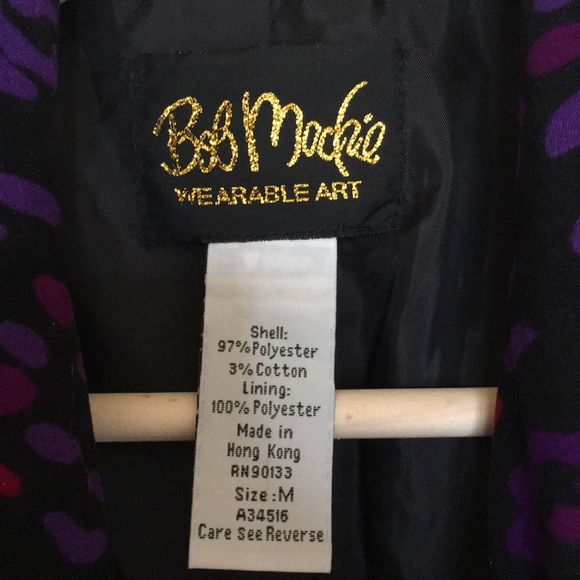 Bob Mackie
WEARABLE ART
Shell:
97% Polyester
3% Cotton
Lining:
100% Polyester
Made in
Hong Kong
RN90133
Size: M
A34516
Care See Reverse